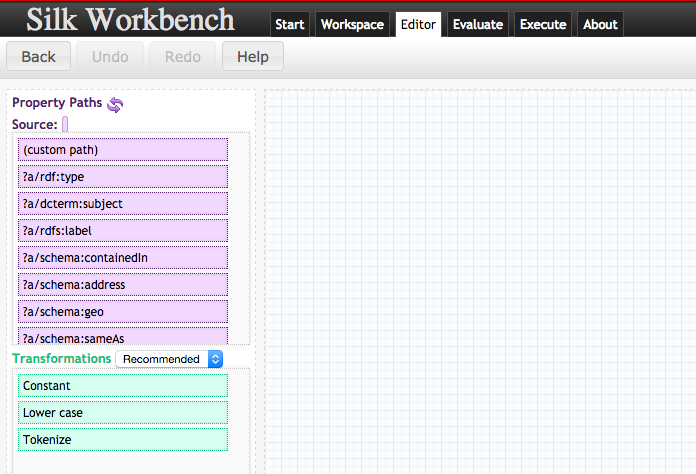 Silk Workbench
Start Workspace Editor Evaluate Execute About
Back Undo Redo Help
Property Paths
Source:
(custom path)
?a/rdf:type
?a/dcterm:subject
?a/rdfs:label
?a/schema:containedIn
?a/schema:address
?a/schema:geo
?a/schema:sameAs
Transformations Recommended
Constant
Lower case
Tokenize